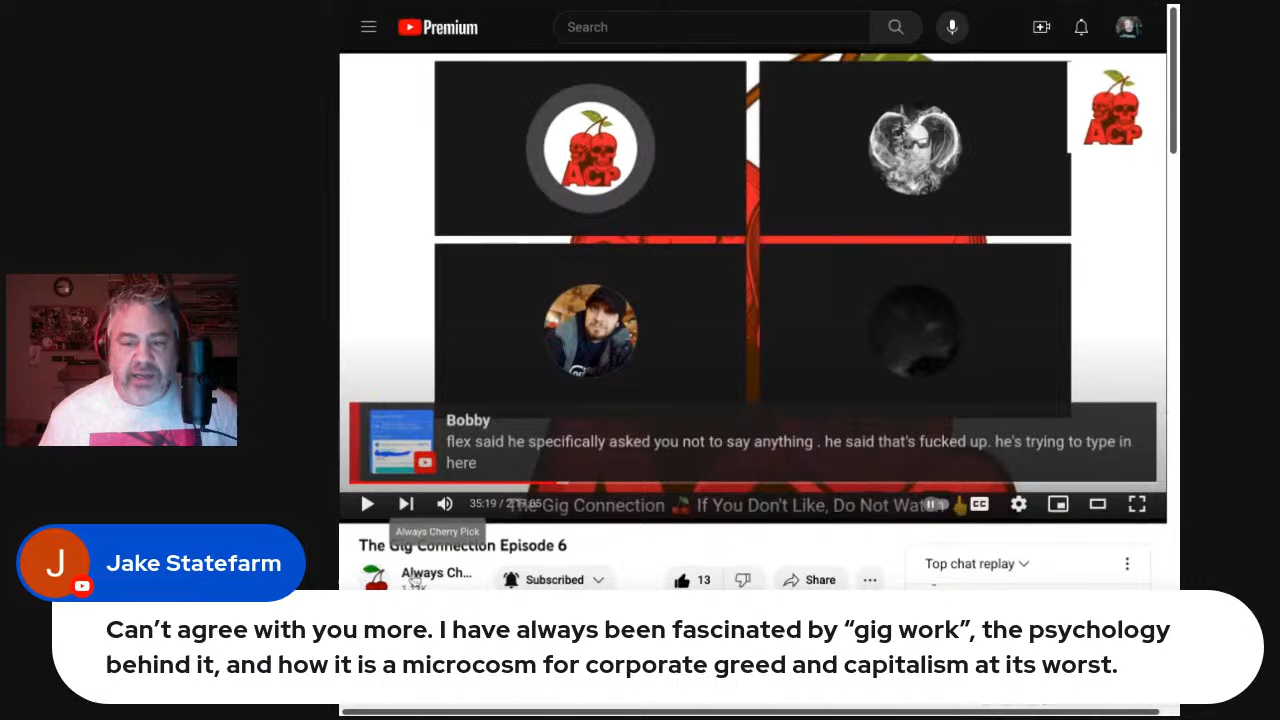 Premium
Search
ACP
ACP
Bobby
flex said he specifically asked you not to say anything . he said that's fucked up. he's trying to type in
here
35:19 /
The Gig Connection 🍒 If You Don't Like, Do Not Watch 👆
CC
Always Cherry Pick
The Gig Connection Episode 6
Always Ch...
Subscribed
13
Share
Top chat replay
J
Jake Statefarm
Can't agree with you more. I have always been fascinated by “gig work”, the psychology
behind it, and how it is a microcosm for corporate greed and capitalism at its worst.